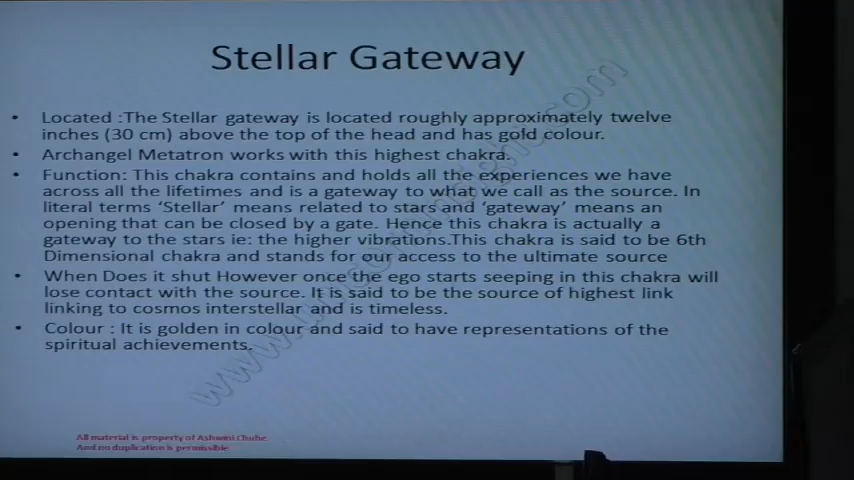 Stellar Gateway
• Located :The Stellar gateway is located roughly approximately twelve
inches (30 cm) above the top of the head and has gold colour.
• Archangel Metatron works with this highest chakra.
• Function: This chakra contains and holds all the experiences we have
across all the lifetimes and is a gateway to what we call as the source. In
literal terms ‘Stellar’ means related to stars and ‘gateway’ means an
opening that can be closed by a gate. Hence this chakra is actually a
gateway to the stars ie: the higher vibrations.This chakra is said to be 6th
Dimensional chakra and stands for our access to the ultimate source
• When Does it shut However once the ego starts seeping in this chakra will
lose contact with the source. It is said to be the source of highest link
linking to cosmos interstellar and is timeless.
• Colour : It is golden in colour and said to have representations of the
spiritual achievements.
All material is property of Ashwini
And no duplication is permissible